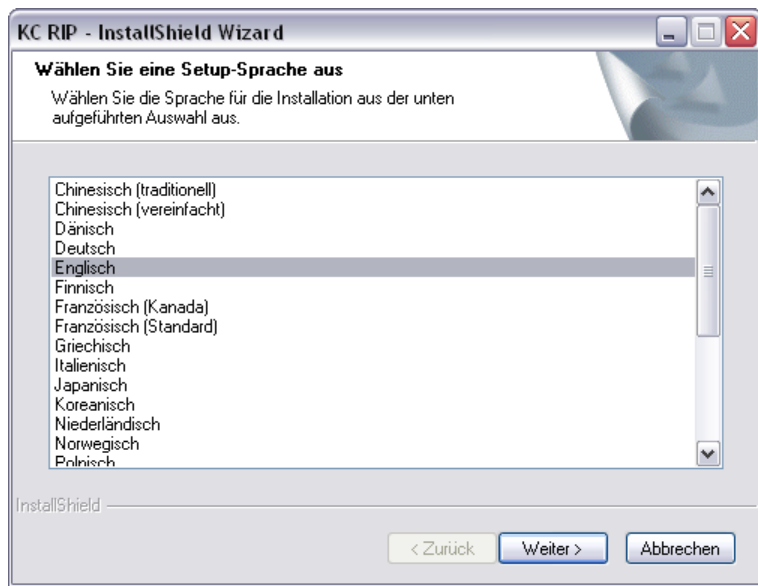 KC RIP - InstallShield Wizard
Wählen Sie eine Setup-Sprache aus
Wählen Sie die Sprache für die Installation aus der unten
aufgeführten Auswahl aus.
Chinesisch (traditionell)
Chinesisch (vereinfacht)
Dänisch
Deutsch
Englisch
Finnisch
Französisch (Kanada)
Französisch (Standard)
Griechisch
Italienisch
Japanisch
Koreanisch
Niederländisch
Norwegisch
Polnisch
InstallShield
< Zurück
Weiter >
Abbrechen